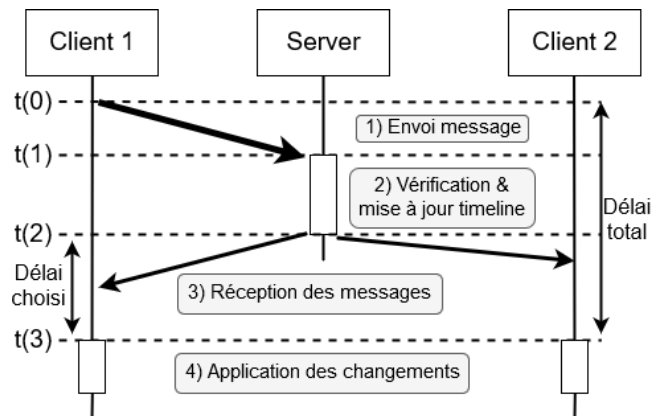 Client 1
Server
Client 2
t(0)
1) Envoi message
t(1)
2) Vérification &
mise à jour timeline
Délai
total
t(2)
Délai
choisi
3) Réception des messages
t(3)
4) Application des changements